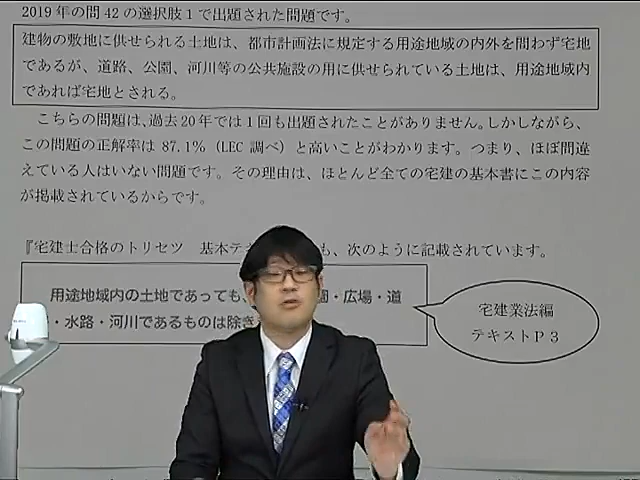 2019年の問42の選択肢1で出題された問題です。
建物の敷地に供せられる土地は、都市計画法に規定する用途地域の内外を問わず宅地
であるが、道路、公園、河川等の公共施設の用に供せられている土地は、用途地域内
であれば宅地とされる。
こちらの問題は、過去20年では1回も出題されたことがありません。しかしながら、
この問題の正解率は87.1%(LEC調べ)と高いことがわかります。つまり、ほぼ間違
えている人はいない問題です。その理由は、ほとんど全ての宅建の基本書にこの内容
が掲載されているからです。
『宅建士合格のトリセツ 基本テキ も、次のように記載されています。
用途地域内の土地であっても、 園・広場・道
・水路・河川であるものは除き
宅建業法編
テキストP3